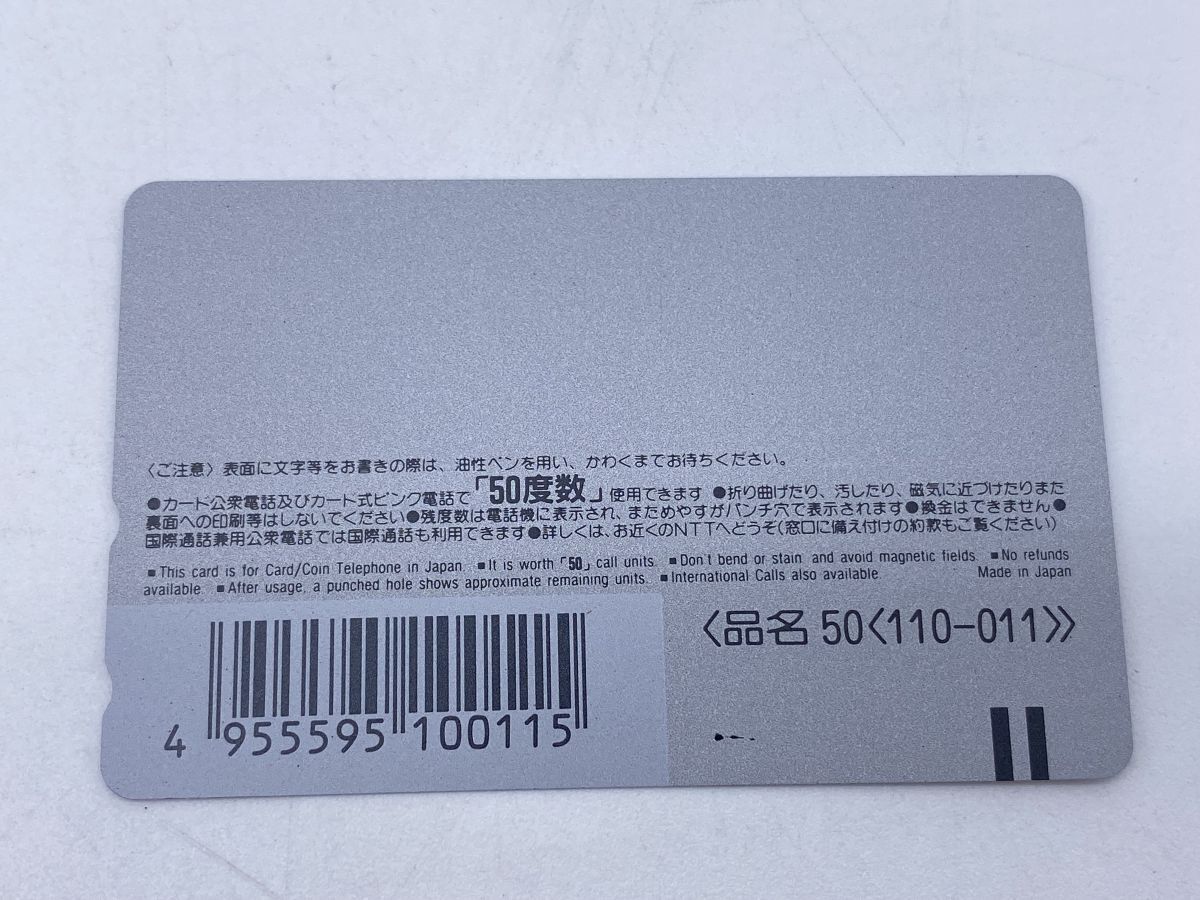 〈ご注意〉表面に文字等をお書きの際は、油性ペンを用い、かわくまでお待ちください。
●カード公衆電話及びカード式ピンク電話で「50度数」使用できます ●折り曲げたり、汚したり、磁気に近づけたりまた
裏面への印刷等はしないでください●残度数は電話機に表示され、まためやすがパンチ穴で表示されます●換金はできません●
国際通話兼用公衆電話では国際通話も利用できます●詳しくは、お近くのNTTへどうぞ(窓口に備え付けの約款もご覧ください)
■This card is for Card/Coin Telephone in Japan. ■It is worth「50」call units. ■Don't bend or stain and avoid magnetic fields. ■No refunds
available. ■After usage, a punched hole shows approximate remaining units. ■International Calls also available. Made in Japan
〈品名 50〈110-011〉〉
4 955595 100115